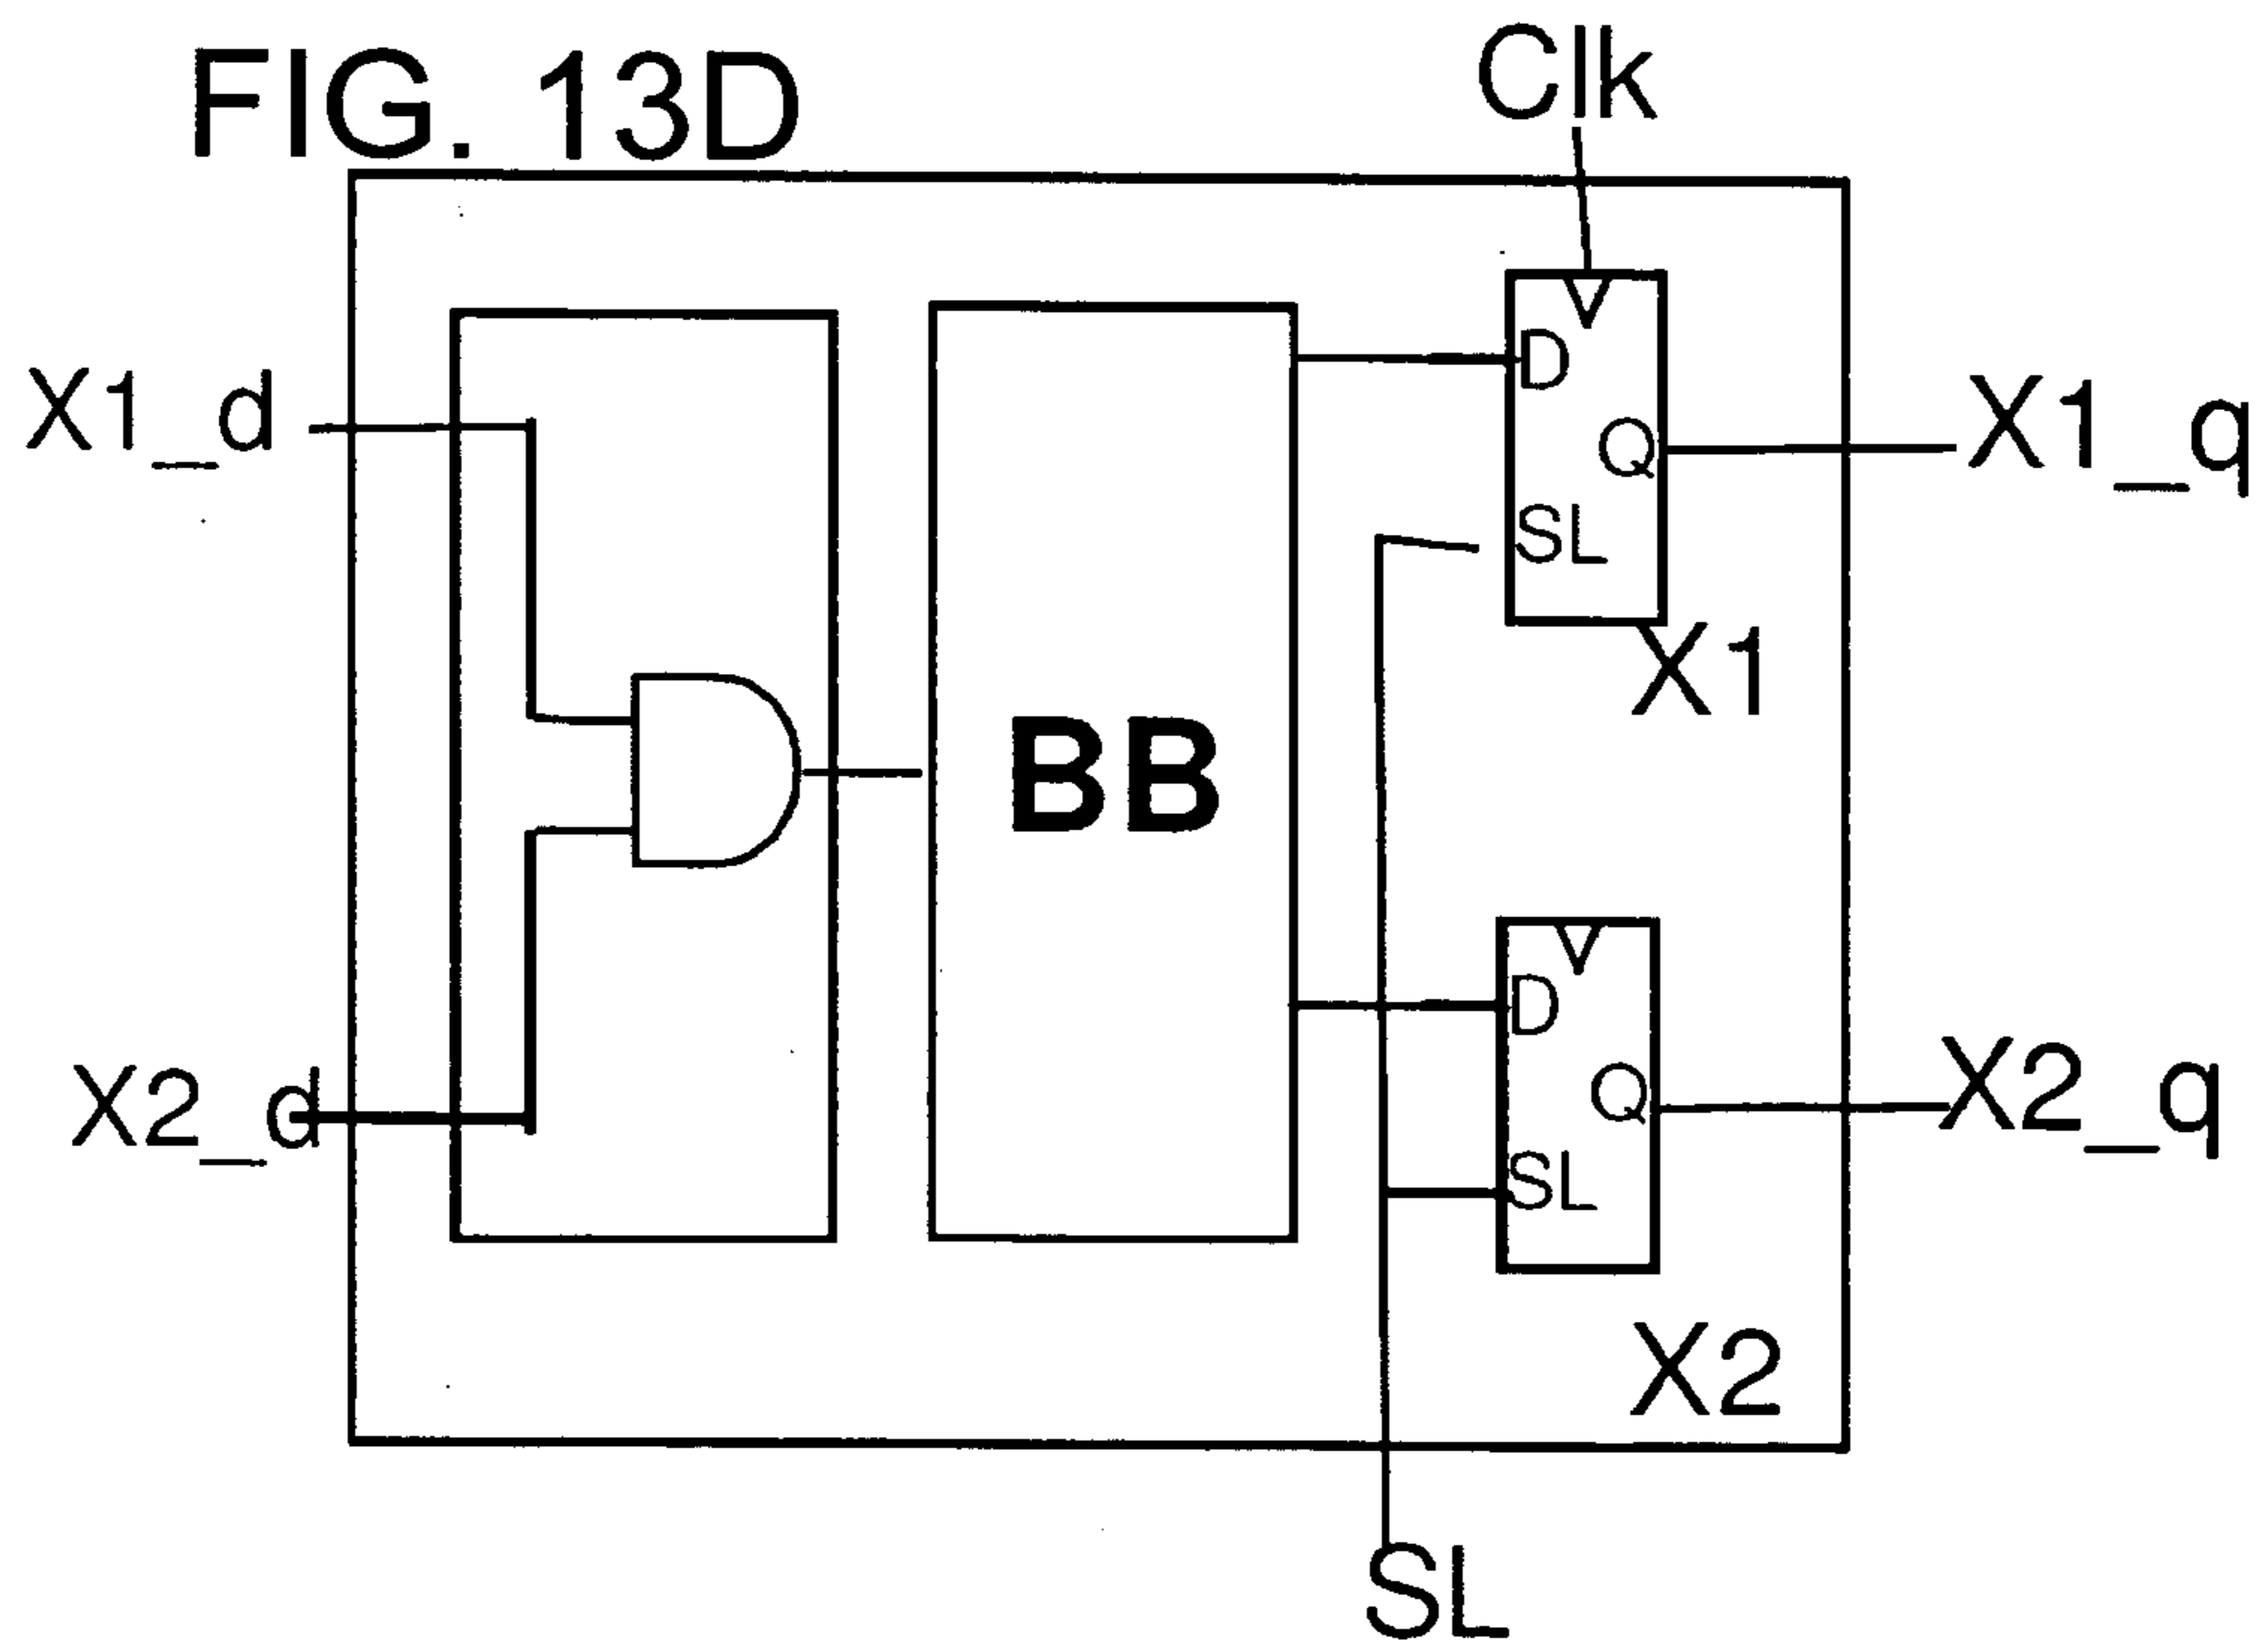 FIG. 13D
Clk
X1_d
D
Q
X1_q
SL
X1
BB
D
X2_d
Q
X2_q
SL
X2
SL